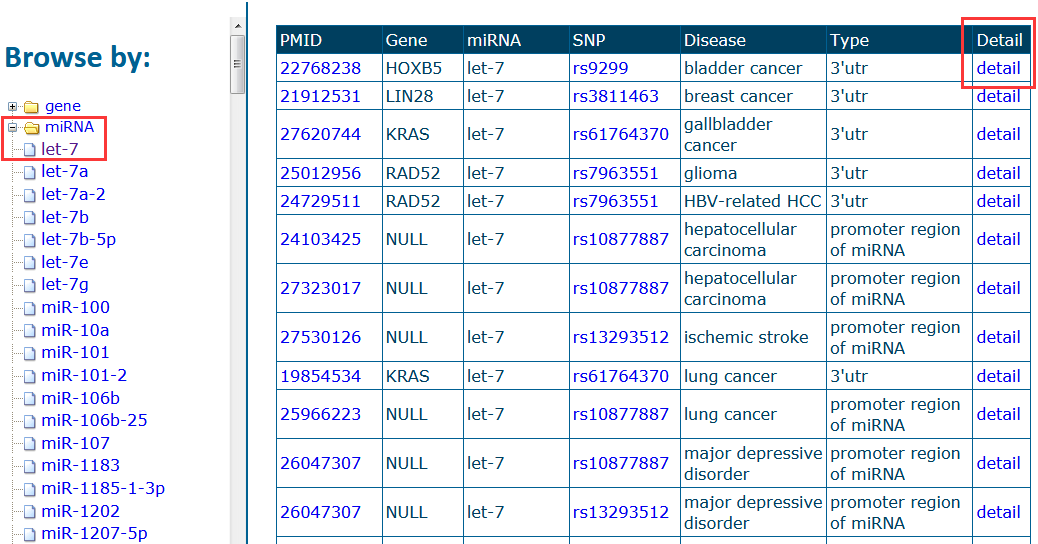 Browse by:
gene
miRNA
let-7
let-7a
let-7a-2
let-7b
let-7b-5p
let-7e
let-7g
miR-100
miR-10a
miR-101
miR-101-2
miR-106b
miR-106b-25
miR-107
miR-1183
miR-1185-1-3p
miR-1202
miR-1207-5p
PMID Gene miRNA SNP Disease Type Detail
22768238 HOXB5 let-7 rs9299 bladder cancer 3'utr detail
21912531 LIN28 let-7 rs3811463 breast cancer 3'utr detail
27620744 KRAS let-7 rs61764370 gallbladder cancer 3'utr detail
25012956 RAD52 let-7 rs7963551 glioma 3'utr detail
24729511 RAD52 let-7 rs7963551 HBV-related HCC 3'utr detail
24103425 NULL let-7 rs10877887 hepatocellular carcinoma promoter region of miRNA detail
27323017 NULL let-7 rs10877887 hepatocellular carcinoma promoter region of miRNA detail
27530126 NULL let-7 rs13293512 ischemic stroke promoter region of miRNA detail
19854534 KRAS let-7 rs61764370 lung cancer 3'utr detail
25966223 NULL let-7 rs10877887 lung cancer promoter region of miRNA detail
26047307 NULL let-7 rs10877887 major depressive disorder promoter region of miRNA detail
26047307 NULL let-7 rs13293512 major depressive disorder promoter region of miRNA detail